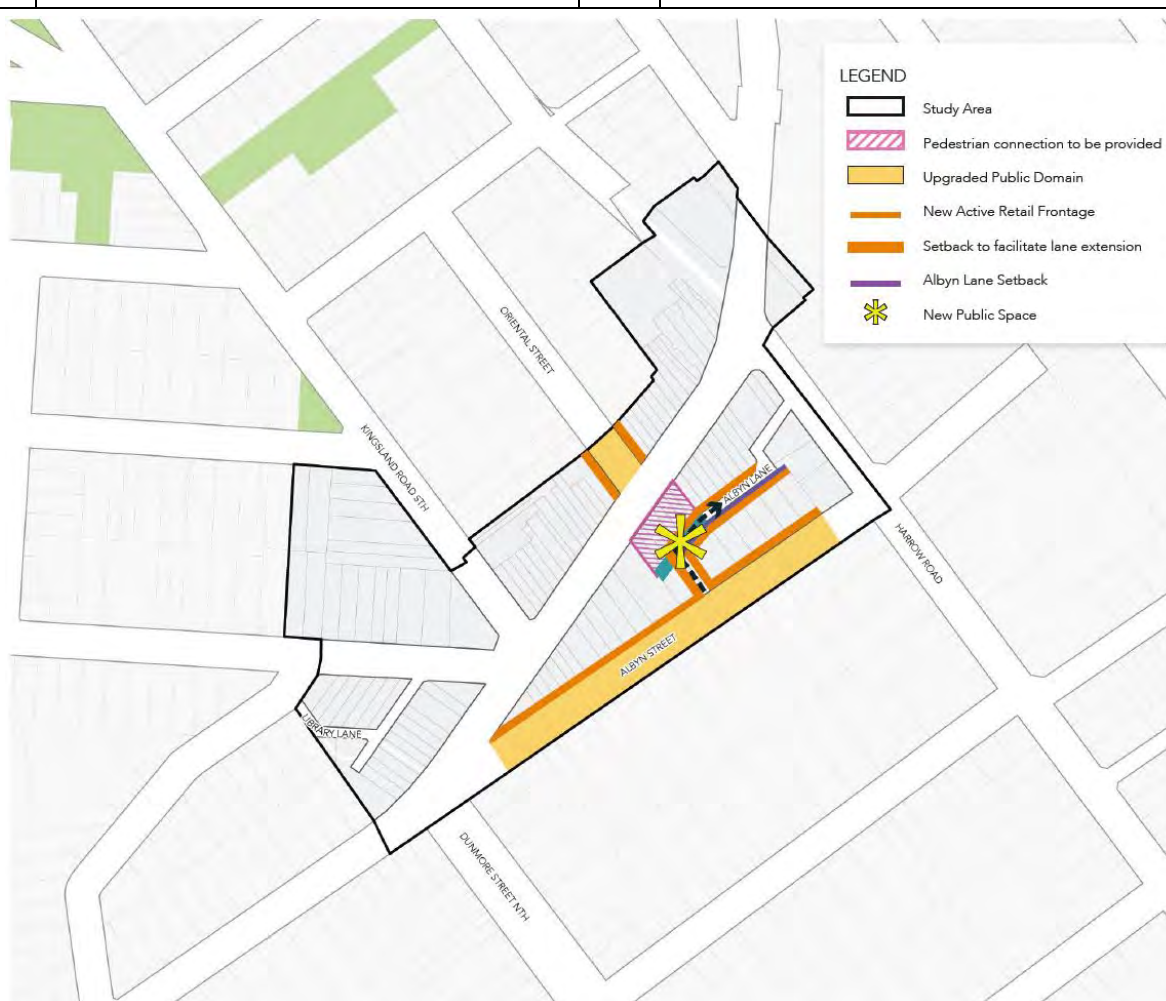 LEGEND
Study Area
Pedestrian connection to be provided
Upgraded Public Domain
New Active Retail Frontage
Setback to facilitate lane extension
Albyn Lane Setback
New Public Space
ORIENTAL STREET
KINGSLAND ROAD STH
ALBYN LANE
HARROW ROAD
ALBYN STREET
LIBRARY LANE
DUNMORE STREET NTH